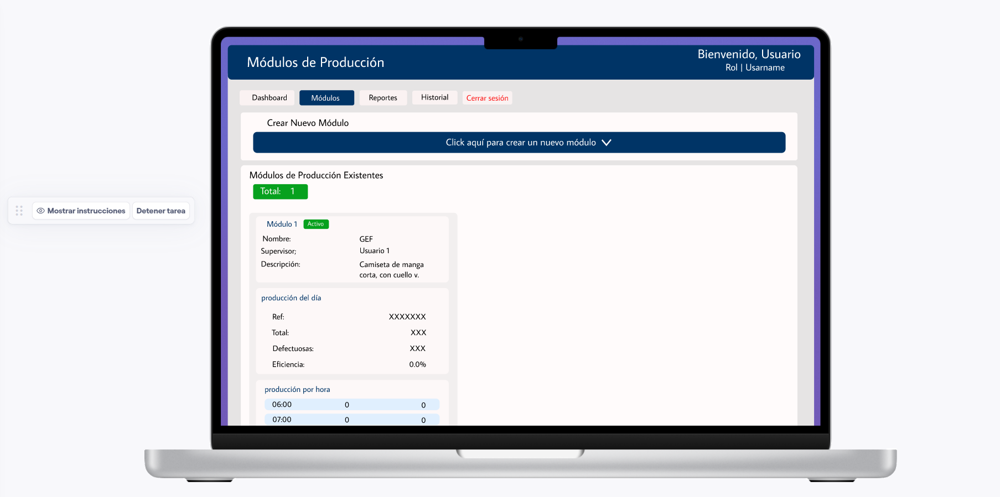 Módulos de Producción
Bienvenido, Usuario
Rol | Usarname
Dashboard Módulos Reportes Historial Cerrar sesión
Crear Nuevo Módulo
Click aquí para crear un nuevo módulo
Módulos de Producción Existentes
Total: 1
Mostrar instrucciones Detener tarea
Módulo 1 Activo
Nombre: GEF
Supervisor; Usuario 1
Descripción: Camiseta de manga
corta, con cuello v.
producción del día
Ref: XXXXXXX
Total: XXX
Defectuosas: XXX
Eficiencia: 0.0%
producción por hora
06:00 0 0
07:00 0 0